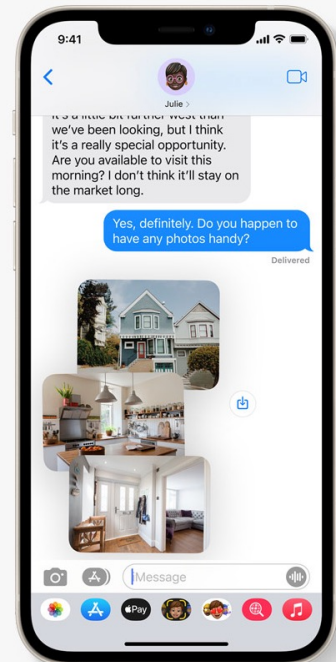 9:41
Julie >
it's a little bit further west than
we've been looking, but I think
it's a really special opportunity.
Are you available to visit this
morning? I don't think it'll stay on
the market long.
Yes, definitely. Do you happen to
have any photos handy?
Delivered
iMessage
Pay